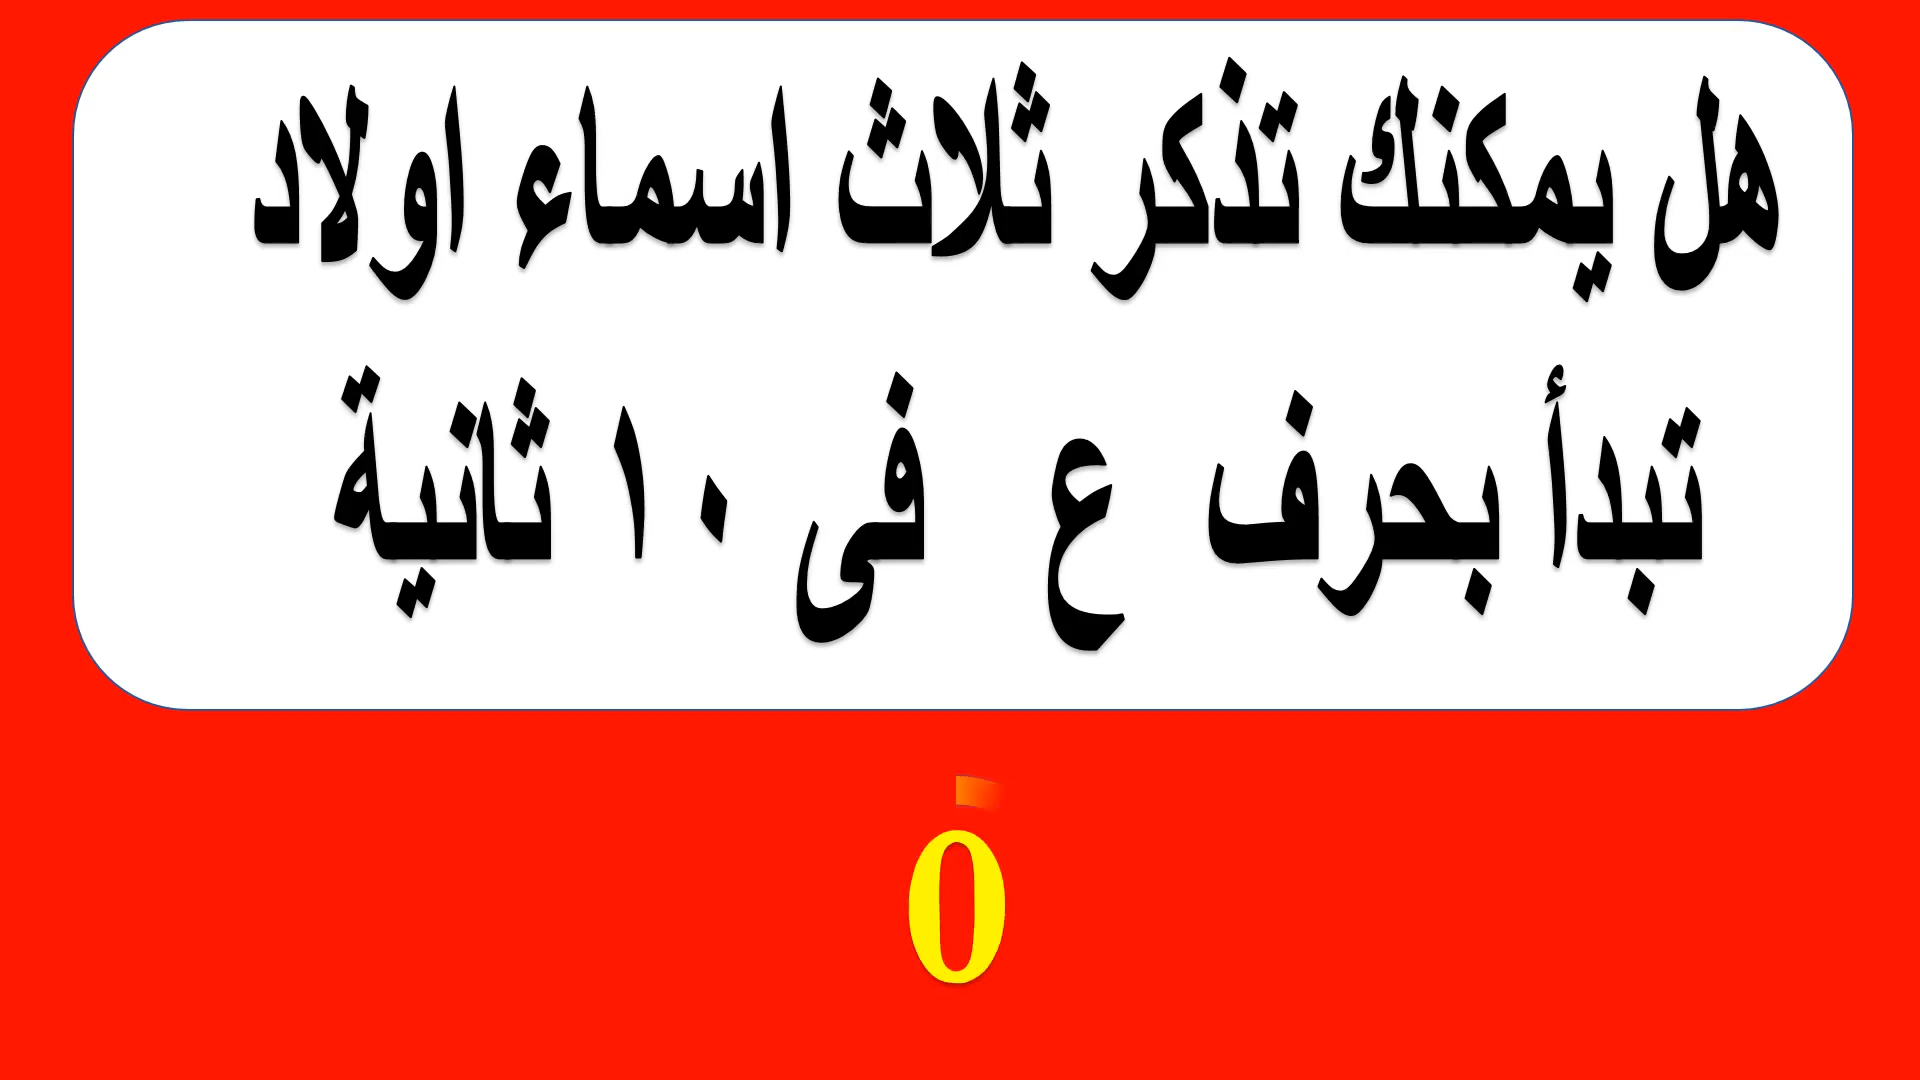 هل يمكنك تذكر ثلاث اسماء اولاد
تبدأ بحرف ع فى ١٠ ثانية
0